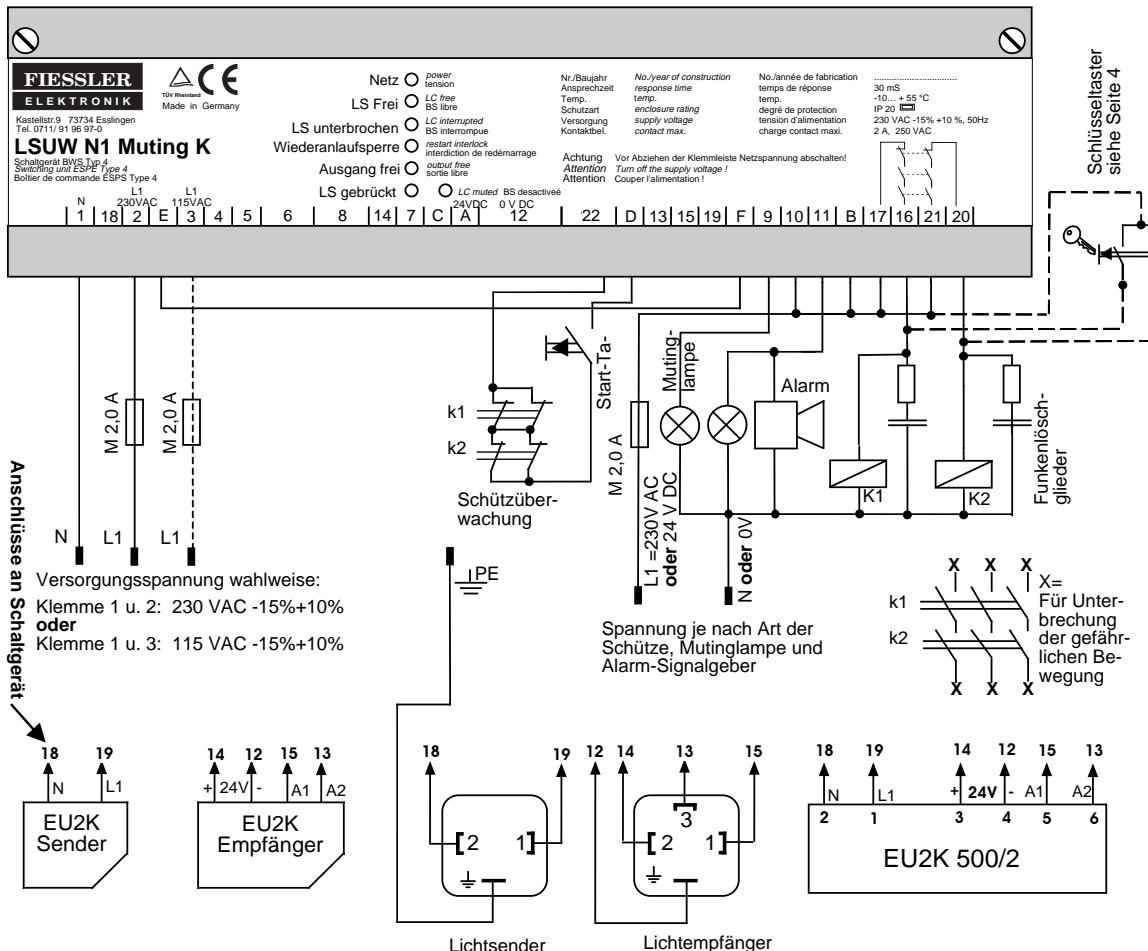 FIESSLER
ELEKTRONIK
TÜV Rheinland
Made in Germany
Kastellstr.9 73734 Esslingen
Tel. 0711/ 91 96 97-0
LSUW N1 Muting K
Schaltgerät BWS Typ 4
Switching unit ESPE Type 4
Boîtier de commande ESPS Type 4
Netz power tension
LS Frei LC free BS libre
LS unterbrochen LC interrupted BS interrompue
Wiederanlaufsperre restart interlock interdiction de redémarrage
Ausgang frei output free sortie libre
LS gebrückt LC muted BS desactiveé
Nr./Baujahr No./year of construction No./année de fabrication
Ansprechzeit response time temps de réponse 30 mS
Temp. temp. temp. -10... + 55 °C
Schutzart enclosure rating degré de protection IP 20
Versorgung supply voltage tension d'alimentation 230 VAC -15% +10 %, 50Hz
Kontaktbel. contact max. charge contact maxi. 2 A, 250 VAC
Achtung Vor Abziehen der Klemmleiste Netzspannung abschalten!
Attention Turn off the supply voltage !
Attention Couper l'alimentation !
N L1 230VAC L1 115VAC 24VDC 0 V DC
1 18 2 E 3 4 5 6 8 14 7 C A 12 22 D 13 15 19 F 9 10 11 B 17 16 21 20
Schlüsseltaster
siehe Seite 4
M 2,0 A
M 2,0 A
k1
k2
Schützüber-
wachung
Start-Ta-
M 2,0 A
Muting-
lampe
Alarm
K1
K2
Funkenlösch-
glieder
N L1 L1
Versorgungsspannung wahlweise:
Klemme 1 u. 2: 230 VAC -15%+10%
oder
Klemme 1 u. 3: 115 VAC -15%+10%
PE
L1 =230V AC
oder 24 V DC
N oder 0V
Spannung je nach Art der
Schütze, Mutinglampe und
Alarm-Signalgeber
X X X
k1
k2
X X X
X=
Für Unter-
brechung
der gefähr-
lichen Be-
wegung
Anschlüsse an Schaltgerät
18 19
N L1
EU2K
Sender
14 12 15 13
+ 24V - A1 A2
EU2K
Empfänger
18 19
2 1
Lichtsender
12 14 13 15
3
2 1
Lichtempfänger
18 19 14 12 15 13
N L1 + 24V - A1 A2
2 1 3 4 5 6
EU2K 500/2